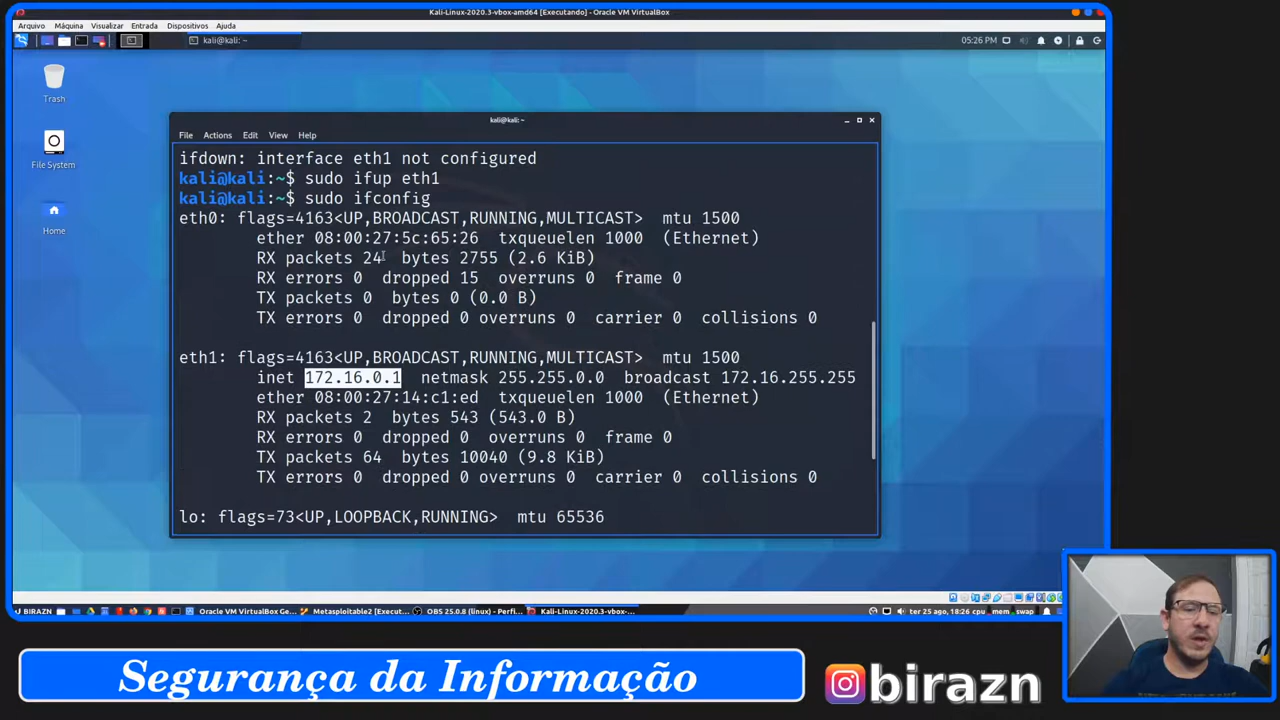 Kali-Linux-2020.3-vbox-amd64 [Executando] - Oracle VM VirtualBox
Arquivo Máquina Visualizar Entrada Dispositivos Ajuda
kali@kali: ~
05:26 PM
Trash
File System
Home
kali@kali: ~
File Actions Edit View Help
ifdown: interface eth1 not configured
kali@kali:~$ sudo ifup eth1
kali@kali:~$ sudo ifconfig
eth0: flags=4163<UP,BROADCAST,RUNNING,MULTICAST>  mtu 1500
ether 08:00:27:5c:65:26  txqueuelen 1000  (Ethernet)
RX packets 24  bytes 2755 (2.6 KiB)
RX errors 0  dropped 15  overruns 0  frame 0
TX packets 0  bytes 0 (0.0 B)
TX errors 0  dropped 0 overruns 0  carrier 0  collisions 0
eth1: flags=4163<UP,BROADCAST,RUNNING,MULTICAST>  mtu 1500
inet 172.16.0.1  netmask 255.255.0.0  broadcast 172.16.255.255
ether 08:00:27:14:c1:ed  txqueuelen 1000  (Ethernet)
RX packets 2  bytes 543 (543.0 B)
RX errors 0  dropped 0  overruns 0  frame 0
TX packets 64  bytes 10040 (9.8 KiB)
TX errors 0  dropped 0 overruns 0  carrier 0  collisions 0
lo: flags=73<UP,LOOPBACK,RUNNING>  mtu 65536
BIRAZN Oracle VM VirtualBox Ge... Metasploitable2 [Execut... OBS 25.0.8 (linux) - Perfi... Kali-Linux-2020.3-vbox-... ter 25 ago, 18:26 cpu mem swap
Segurança da Informação
birazn